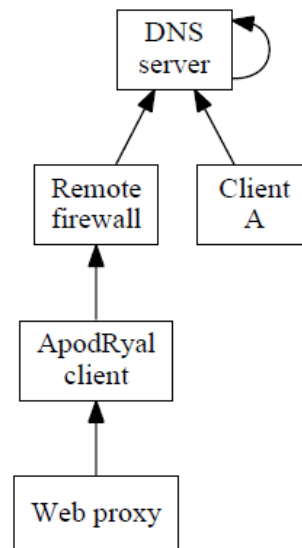 DNS
server
Remote
firewall
Client
A
ApodRyal
client
Web proxy